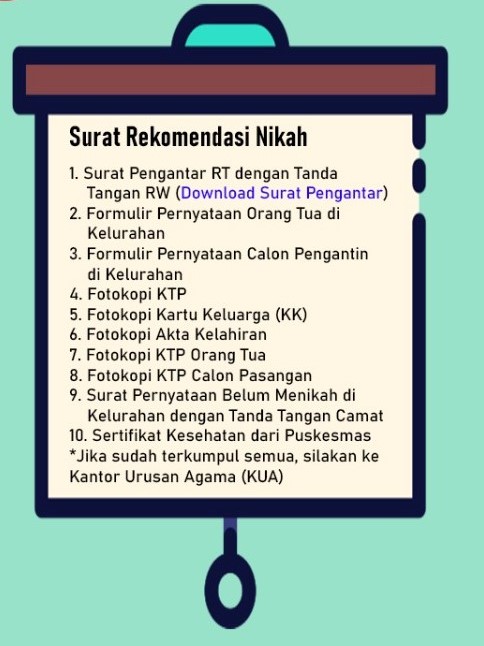 Surat Rekomendasi Nikah
1. Surat Pengantar RT dengan Tanda
Tangan RW (Download Surat Pengantar)
2. Formulir Pernyataan Orang Tua di
Kelurahan
3. Formulir Pernyataan Calon Pengantin
di Kelurahan
4. Fotokopi KTP
5. Fotokopi Kartu Keluarga (KK)
6. Fotokopi Akta Kelahiran
7. Fotokopi KTP Orang Tua
8. Fotokopi KTP Calon Pasangan
9. Surat Pernyataan Belum Menikah di
Kelurahan dengan Tanda Tangan Camat
10. Sertifikat Kesehatan dari Puskesmas
*Jika sudah terkumpul semua, silakan ke
Kantor Urusan Agama (KUA)